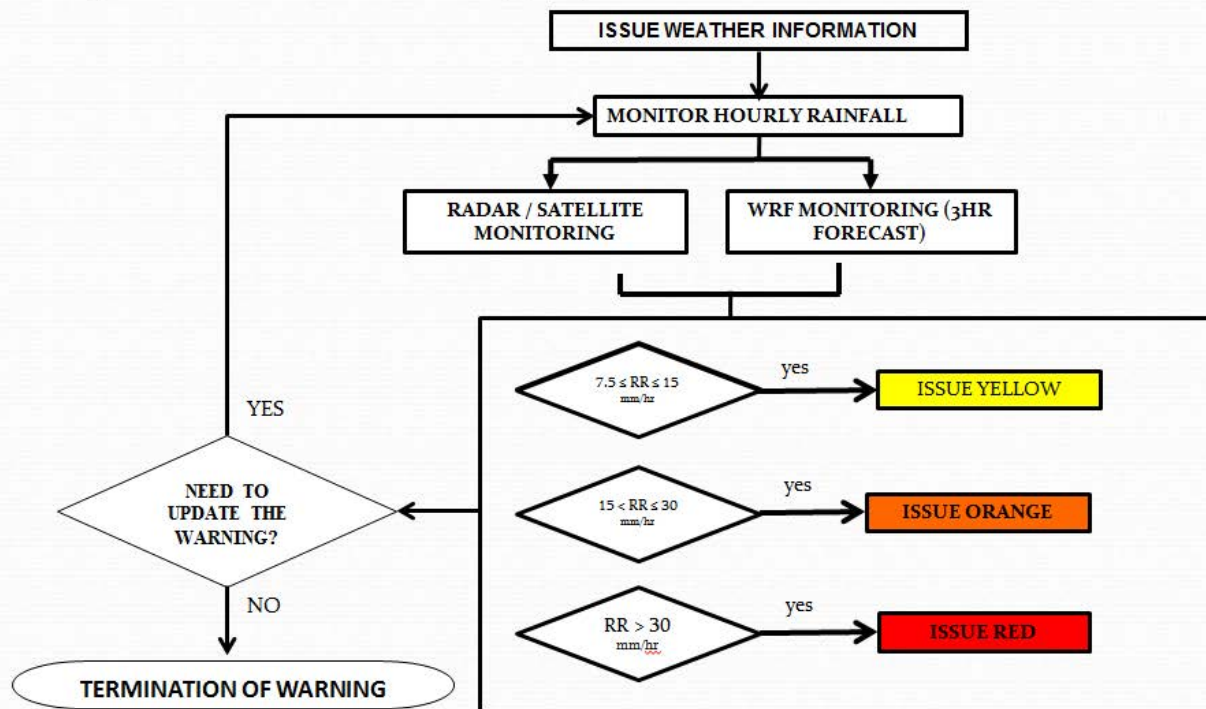 ISSUE WEATHER INFORMATION
MONITOR HOURLY RAINFALL
RADAR / SATELLITE
MONITORING
WRF MONITORING (3HR
FORECAST)
7.5 ≤ RR ≤ 15
mm/hr
yes
ISSUE YELLOW
YES
NEED TO
UPDATE THE
WARNING?
15 < RR ≤ 30
mm/hr
yes
ISSUE ORANGE
NO
RR > 30
mm/hr
yes
ISSUE RED
TERMINATION OF WARNING